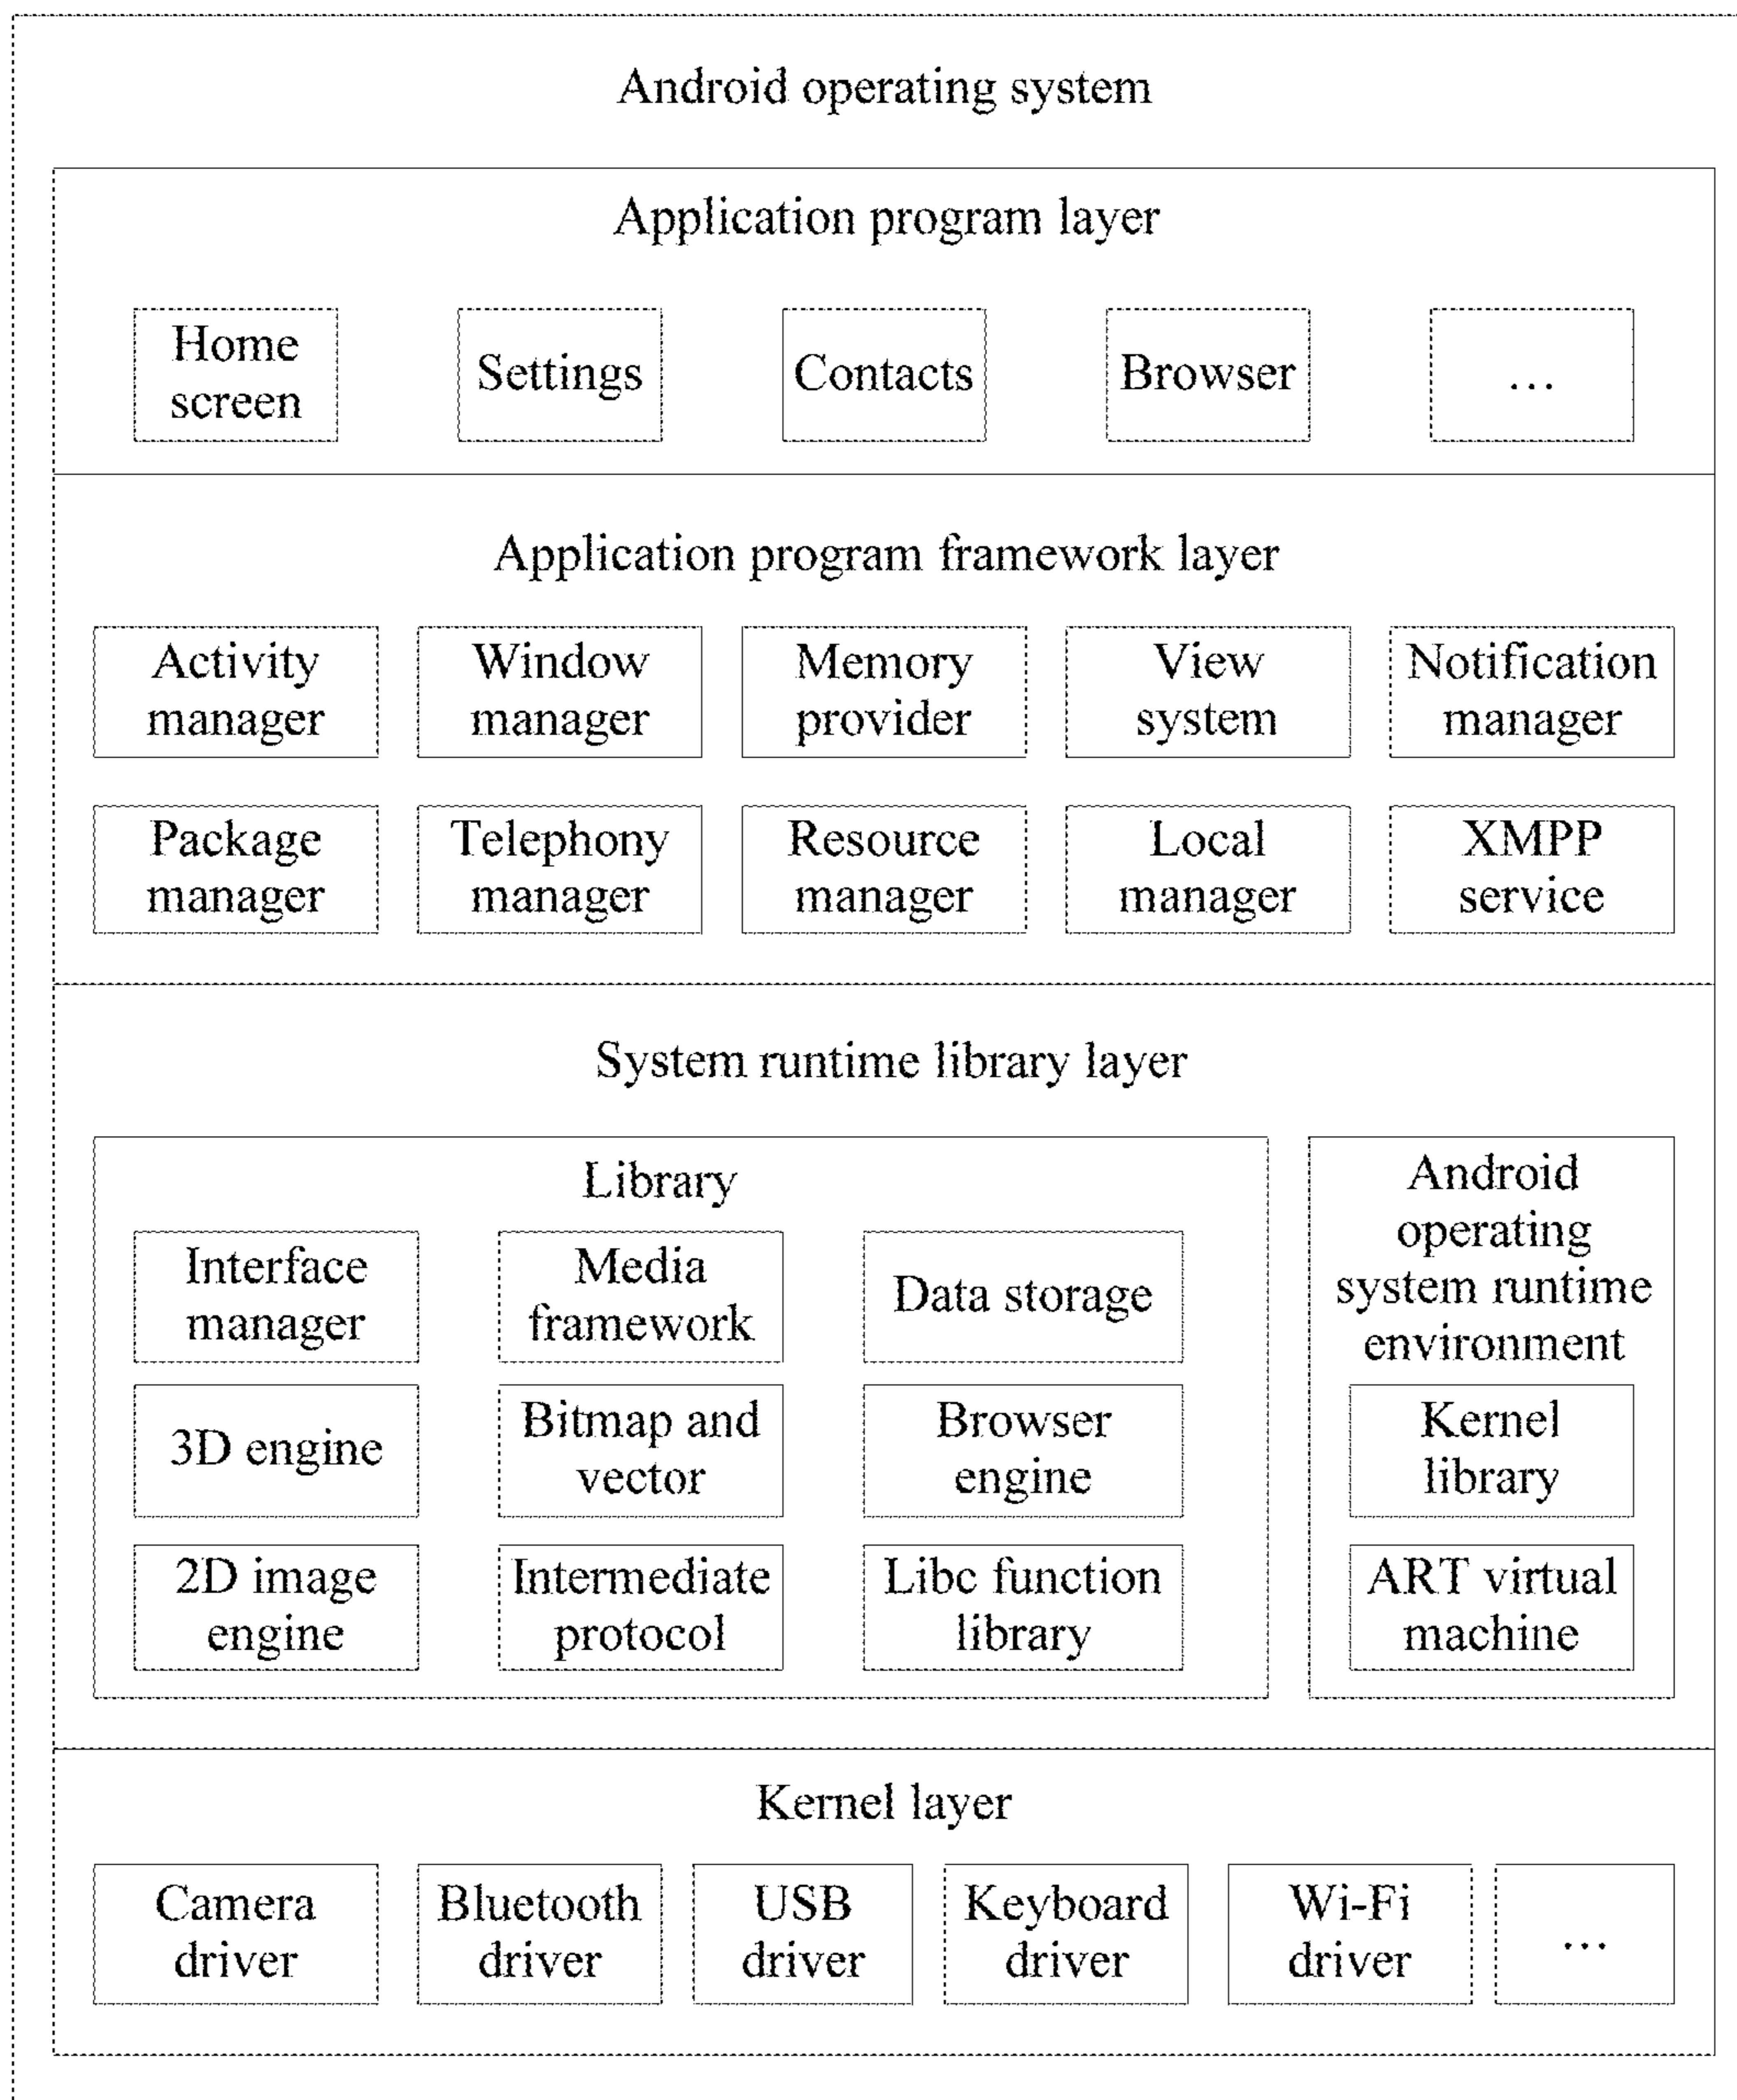 Android operating system
Application program layer
Home
screen
Settings
Contacts
Browser
…
Application program framework layer
Activity
manager
Window
manager
Memory
provider
View
system
Notification
manager
Package
manager
Telephony
manager
Resource
manager
Local
manager
XMPP
service
System runtime library layer
Library
Interface
manager
Media
framework
Data storage
3D engine
Bitmap and
vector
Browser
engine
2D image
engine
Intermediate
protocol
Libc function
library
Android
operating
system runtime
environment
Kernel
library
ART virtual
machine
Kernel layer
Camera
driver
Bluetooth
driver
USB
driver
Keyboard
driver
Wi-Fi
driver
…